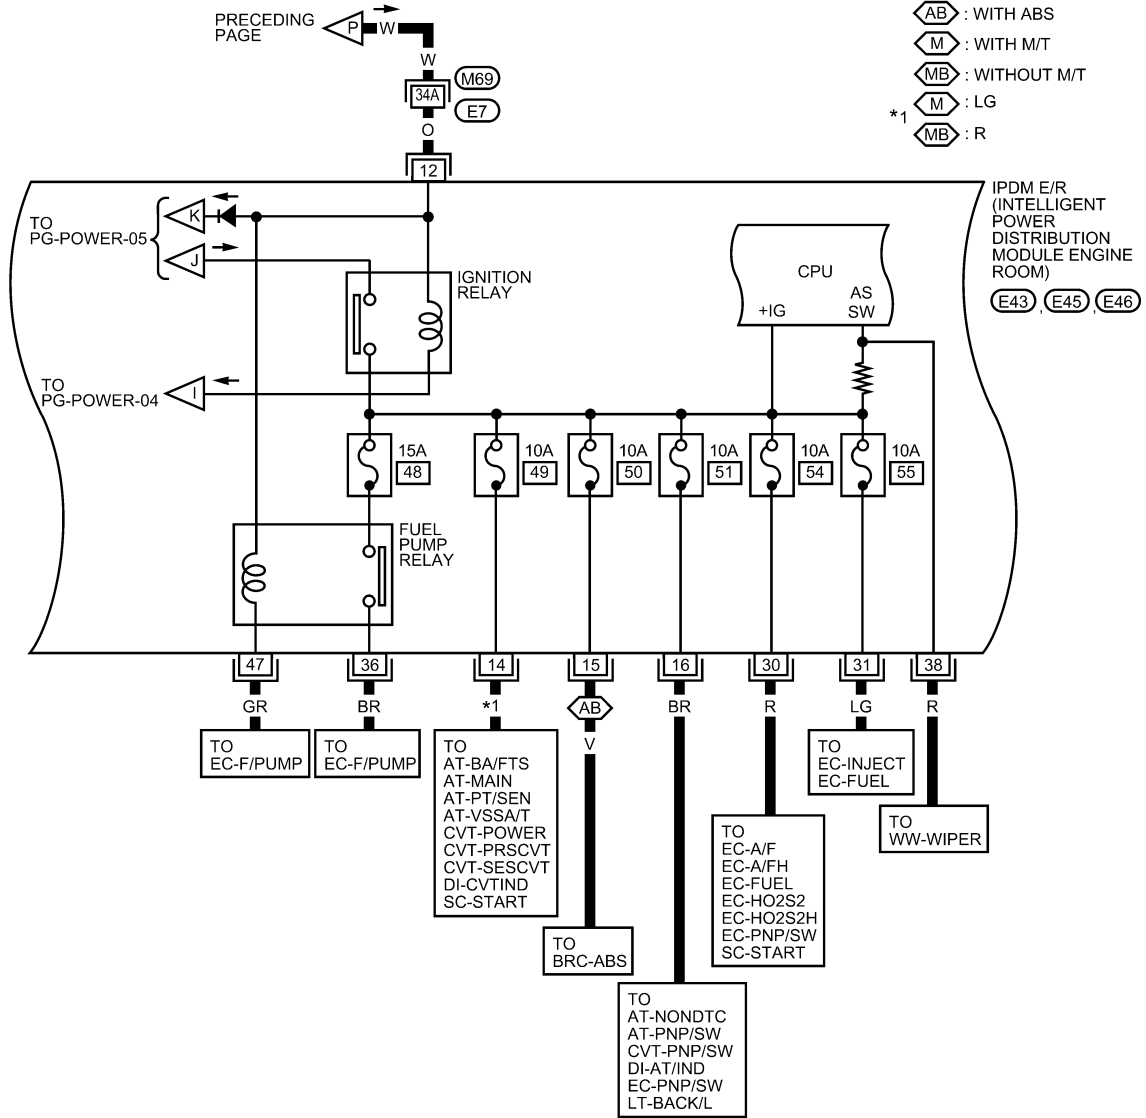 PRECEDING
PAGE
P
W
W
34A
M69
E7
O
12
AB : WITH ABS
M : WITH M/T
MB : WITHOUT M/T
*1
M : LG
MB : R
TO
PG-POWER-05
K
J
IGNITION
RELAY
TO
PG-POWER-04
I
CPU
+IG
AS
SW
IPDM E/R
(INTELLIGENT
POWER
DISTRIBUTION
MODULE ENGINE
ROOM)
E43 , E45 , E46
15A
48
10A
49
10A
50
10A
51
10A
54
10A
55
FUEL
PUMP
RELAY
47
36
14
15
16
30
31
38
GR
BR
*1
AB
V
BR
R
LG
R
TO
EC-F/PUMP
TO
EC-F/PUMP
TO
AT-BA/FTS
AT-MAIN
AT-PT/SEN
AT-VSSA/T
CVT-POWER
CVT-PRSCVT
CVT-SESCVT
DI-CVTIND
SC-START
TO
BRC-ABS
TO
AT-NONDTC
AT-PNP/SW
CVT-PNP/SW
DI-AT/IND
EC-PNP/SW
LT-BACK/L
TO
EC-A/F
EC-A/FH
EC-FUEL
EC-HO2S2
EC-HO2S2H
EC-PNP/SW
SC-START
TO
EC-INJECT
EC-FUEL
TO
WW-WIPER